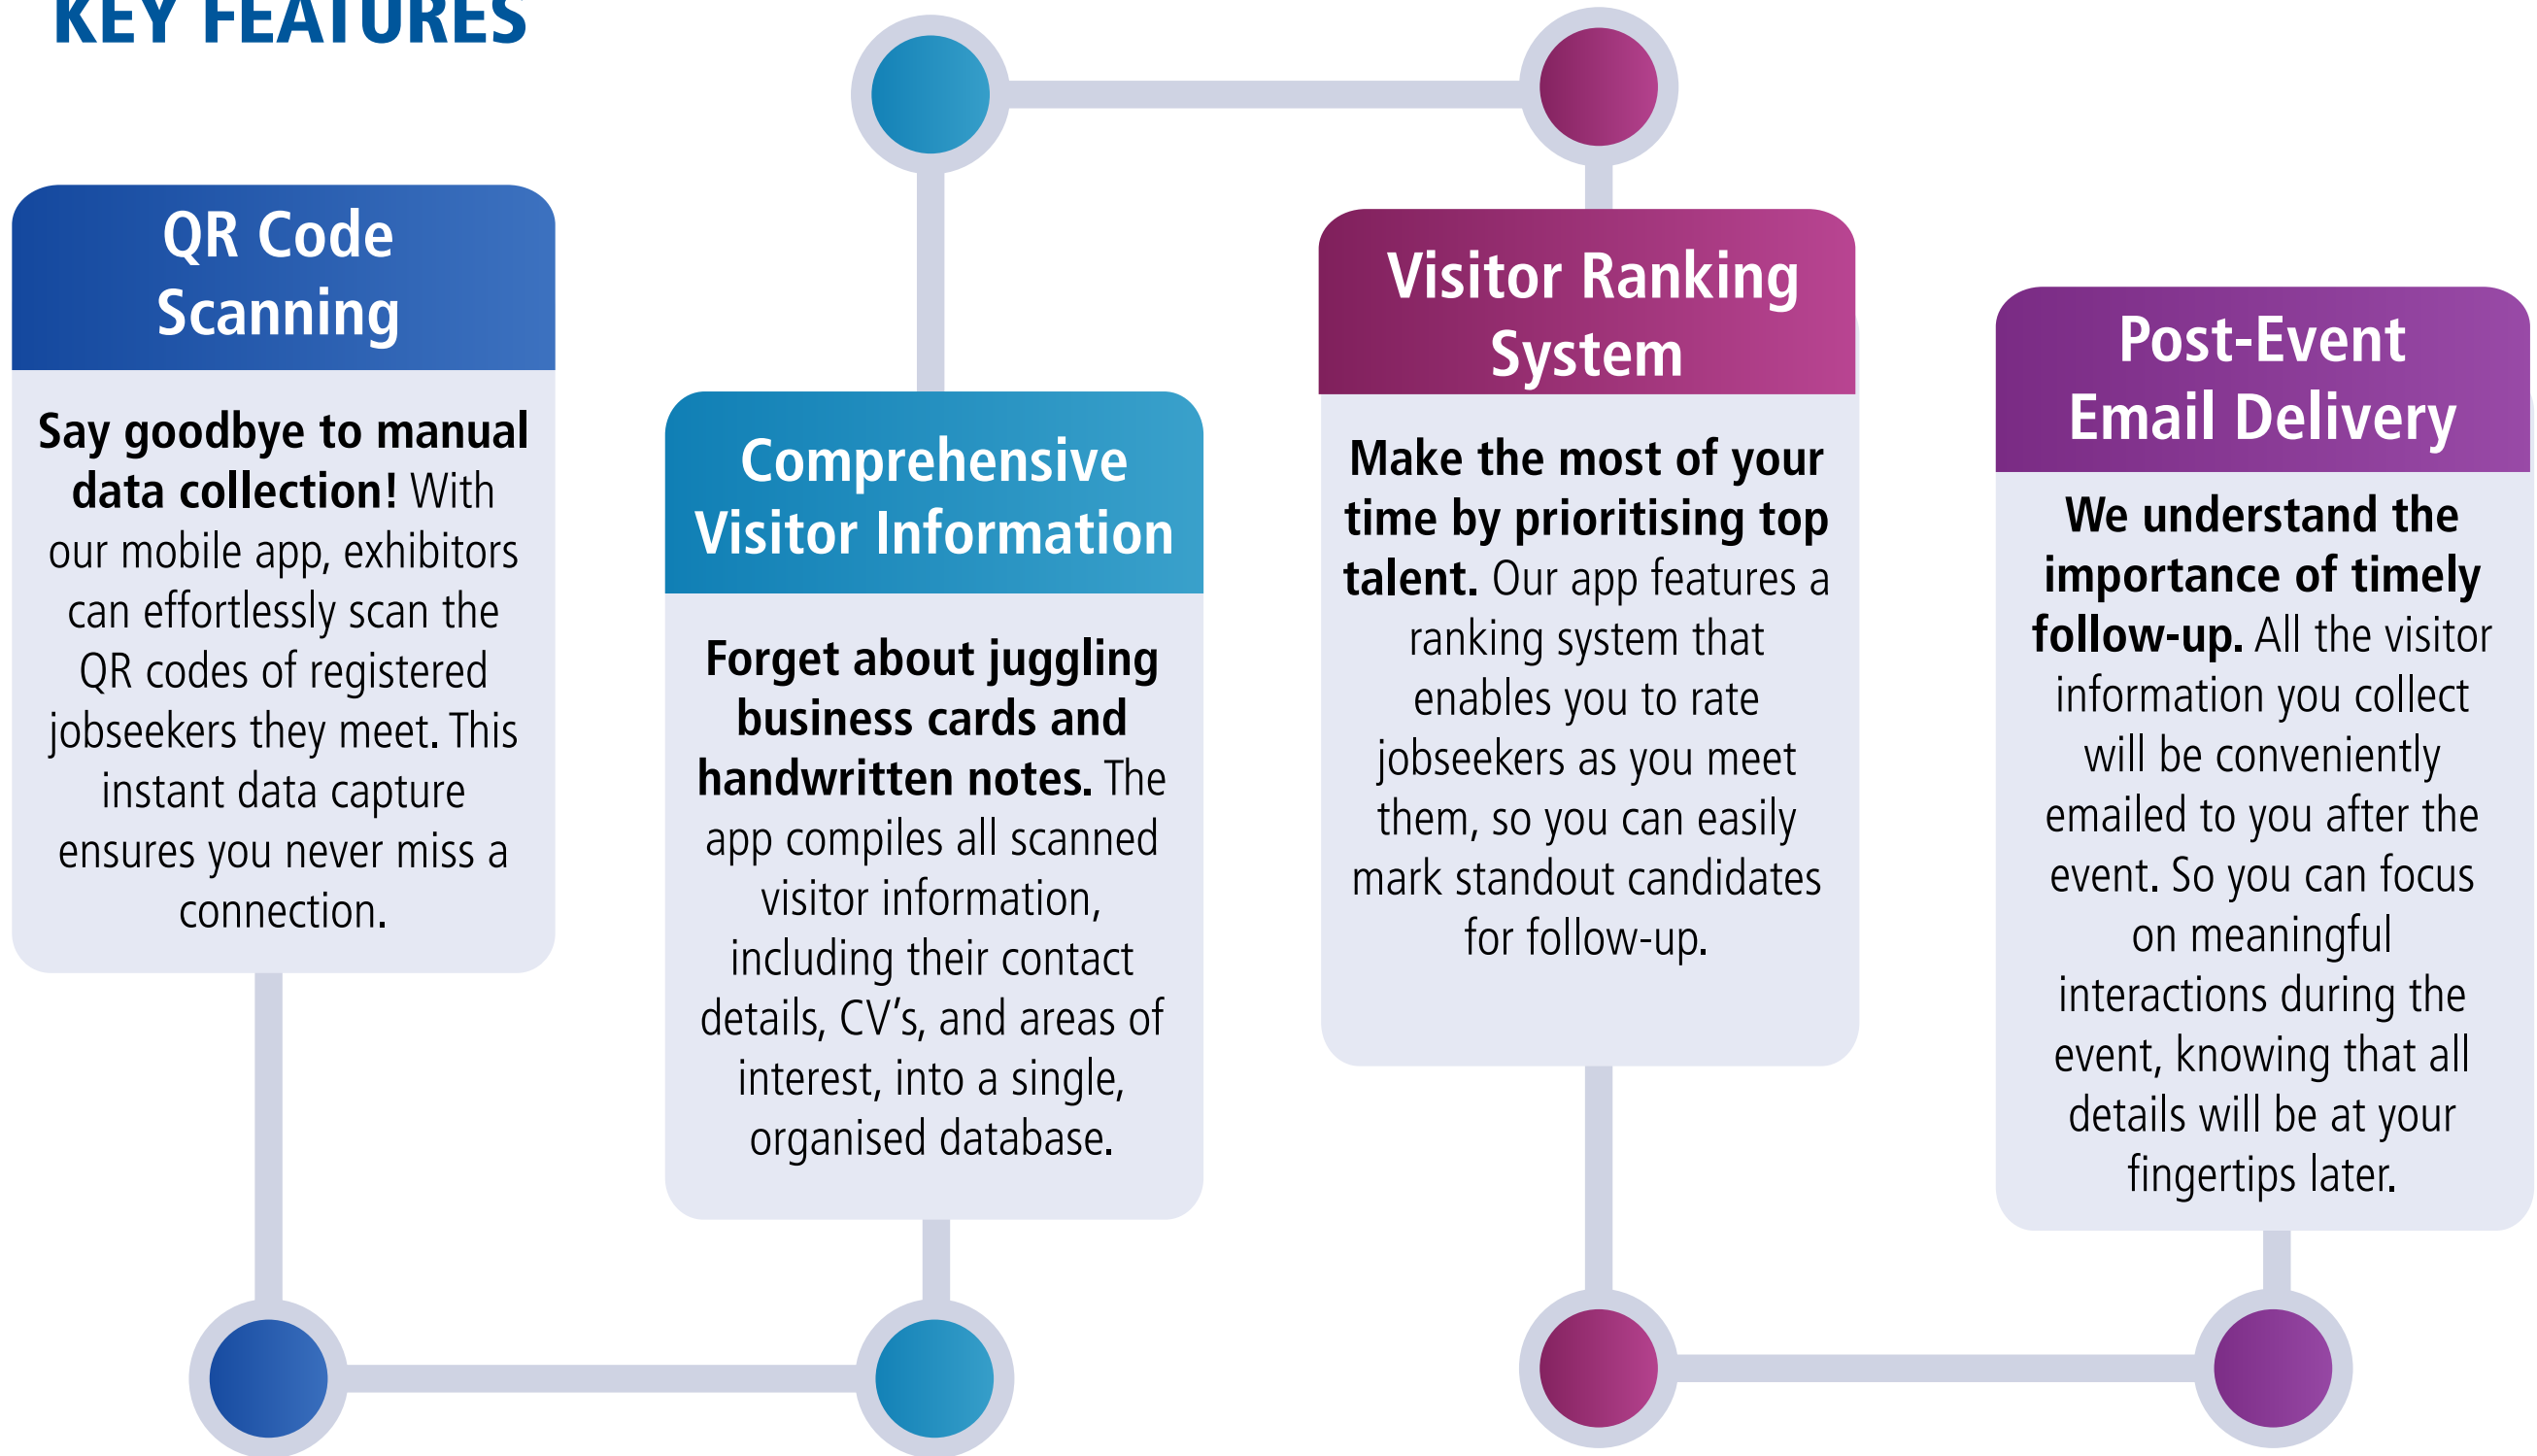 KEY FEATURES
QR Code
Scanning
Say goodbye to manual
data collection! With
our mobile app, exhibitors
can effortlessly scan the
QR codes of registered
jobseekers they meet. This
instant data capture
ensures you never miss a
connection.
Comprehensive
Visitor Information
Forget about juggling
business cards and
handwritten notes. The
app compiles all scanned
visitor information,
including their contact
details, CV’s, and areas of
interest, into a single,
organised database.
Visitor Ranking
System
Make the most of your
time by prioritising top
talent. Our app features a
ranking system that
enables you to rate
jobseekers as you meet
them, so you can easily
mark standout candidates
for follow-up.
Post-Event
Email Delivery
We understand the
importance of timely
follow-up. All the visitor
information you collect
will be conveniently
emailed to you after the
event. So you can focus
on meaningful
interactions during the
event, knowing that all
details will be at your
fingertips later.